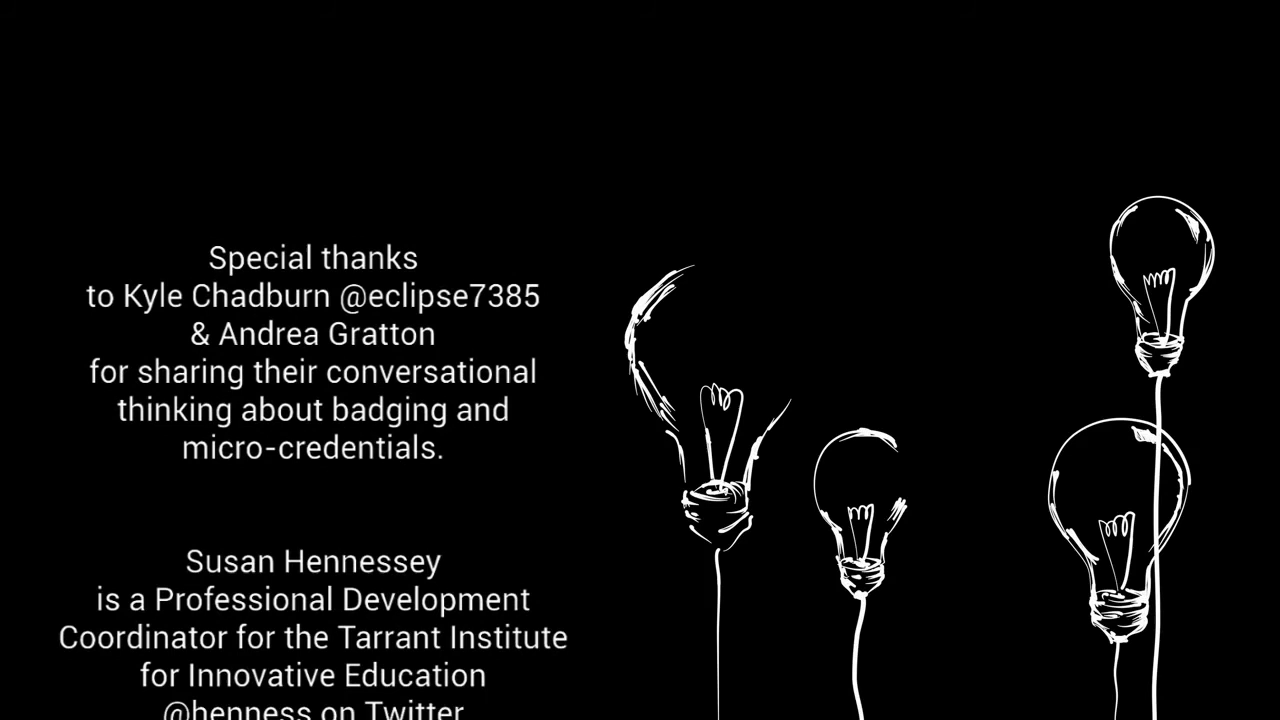 Special thanks
to Kyle Chadburn @eclipse7385
& Andrea Gratton
for sharing their conversational
thinking about badging and
micro-credentials.
Susan Hennessey
is a Professional Development
Coordinator for the Tarrant Institute
for Innovative Education
@henness on Twitter